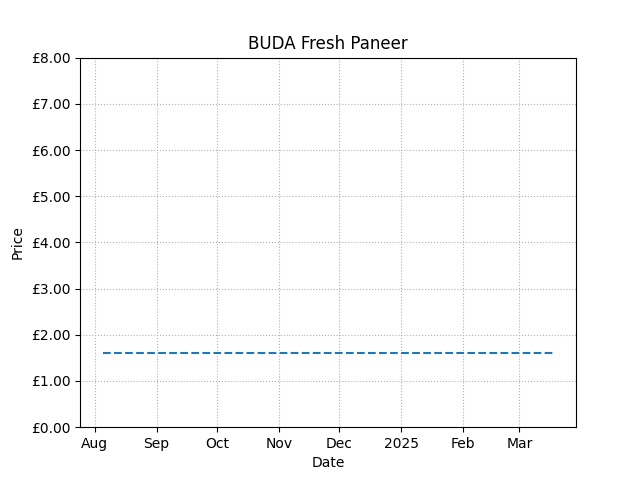 BUDA Fresh Paneer
£8.00
£7.00
£6.00
£5.00
£4.00
£3.00
£2.00
£1.00
£0.00
Price
Aug Sep Oct Nov Dec 2025 Feb Mar
Date